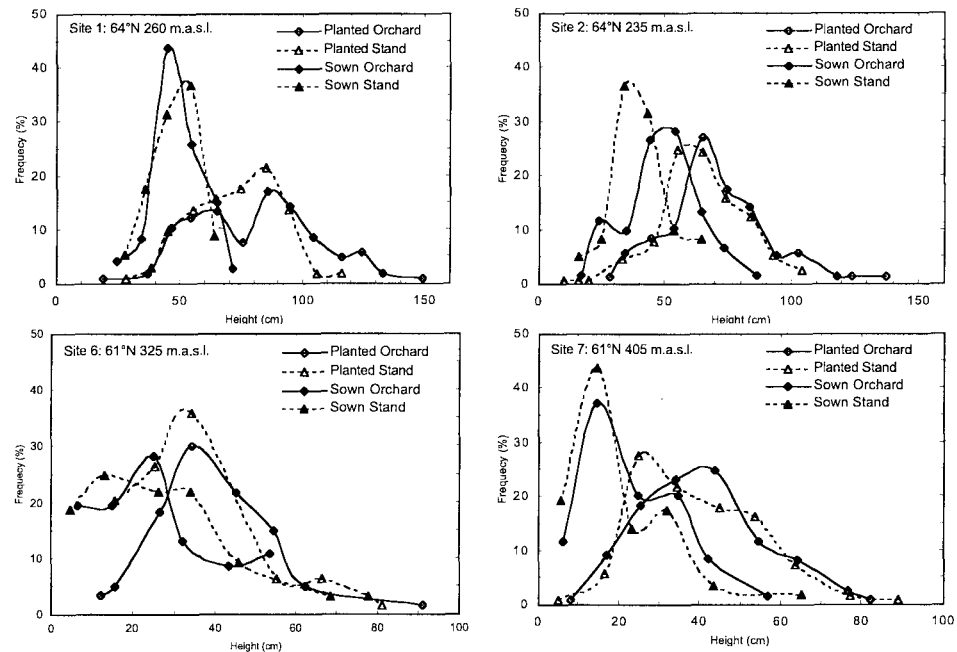 Site 1: 64°N 260 m.a.s.l.
Planted Orchard
Planted Stand
Sown Orchard
Sown Stand
Frequecy (%)
50
40
30
20
10
0
0 50 100 150
Height (cm)
Site 2: 64°N 235 m.a.s.l.
Planted Orchard
Planted Stand
Sown Orchard
Sown Stand
Frequecy (%)
50
40
30
20
10
0
0 50 100 150
Height (cm)
Site 6: 61°N 325 m.a.s.l.
Planted Orchard
Planted Stand
Sown Orchard
Sown Stand
Frequecy (%)
50
40
30
20
10
0
0 20 40 60 80 100
Height (cm)
Site 7: 61°N 405 m.a.s.l.
Planted Orchard
Planted Stand
Sown Orchard
Sown Stand
Frequecy (%)
50
40
30
20
10
0
0 20 40 60 80 100
Height (cm)